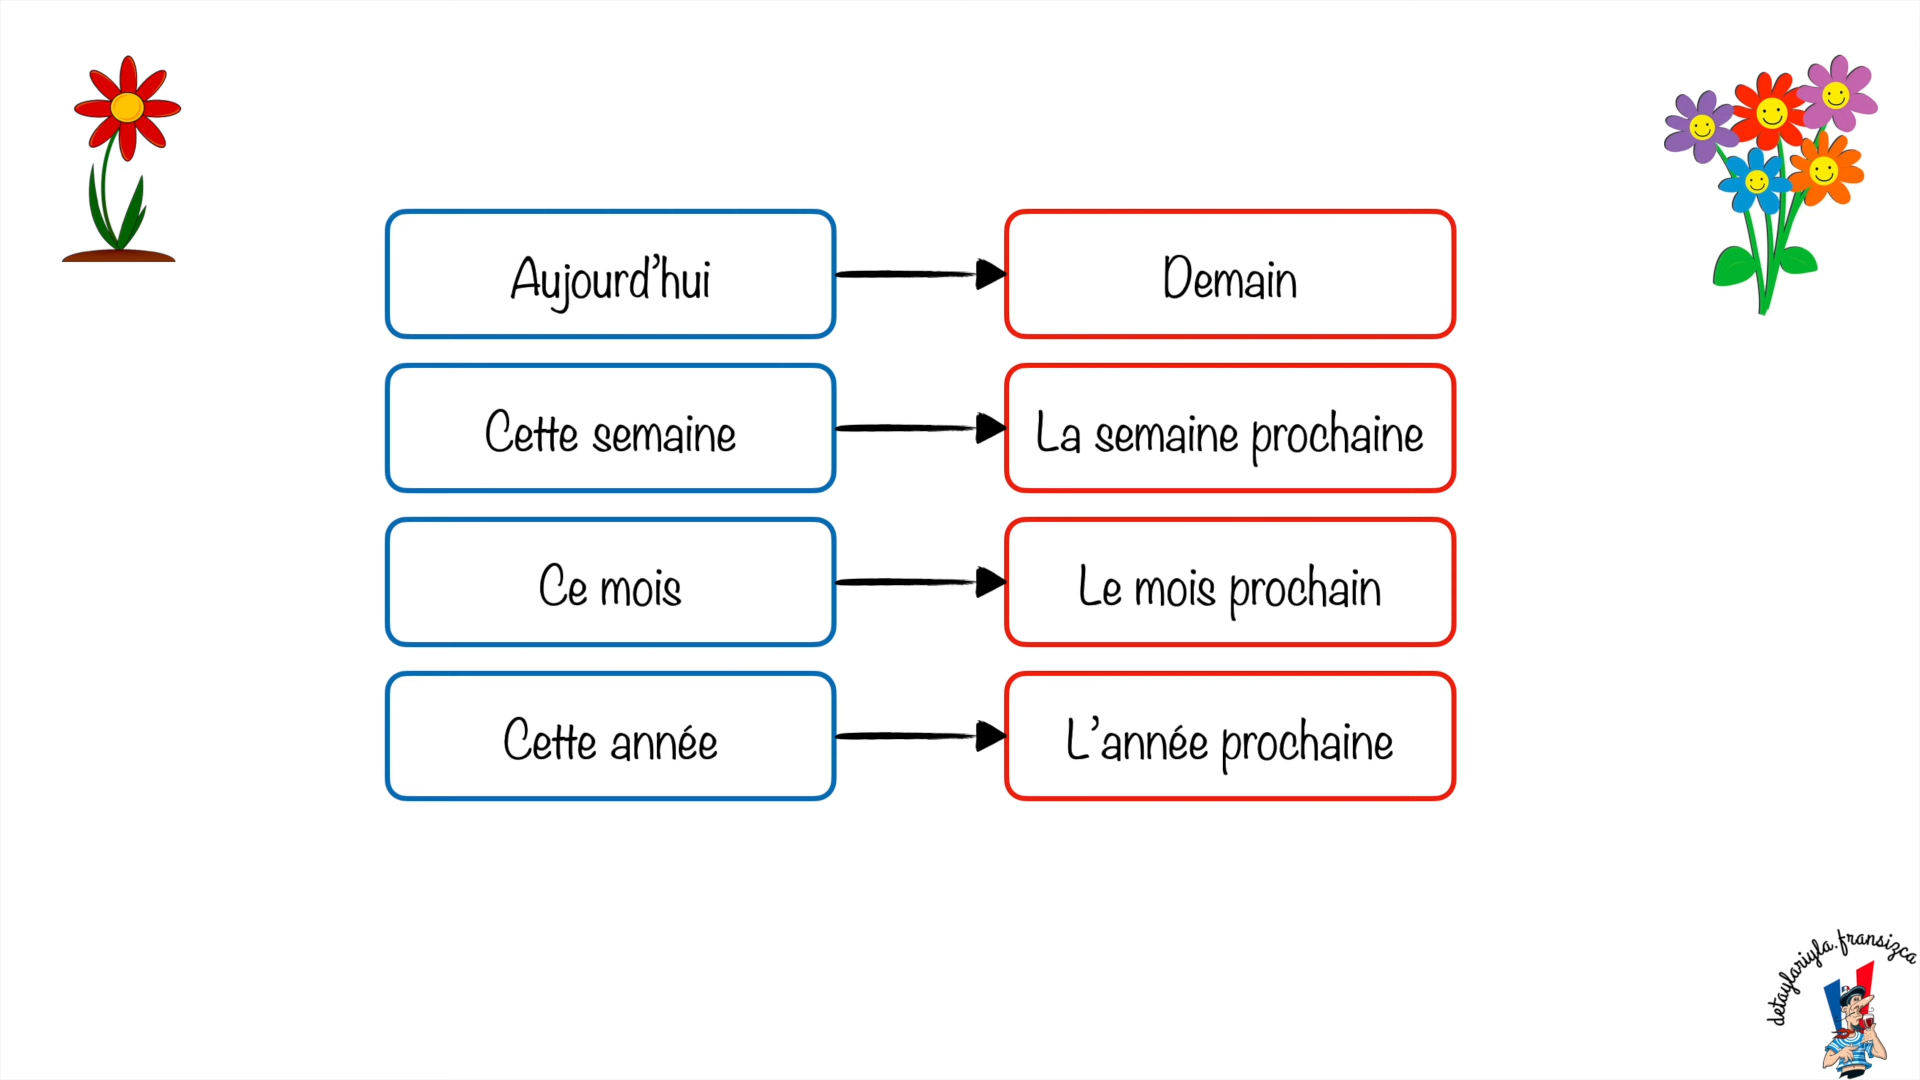 Aujourd'hui
Demain
Cette semaine
La semaine prochaine
Ce mois
Le mois prochain
Cette année
L'année prochaine
detaylariyla.fransizca